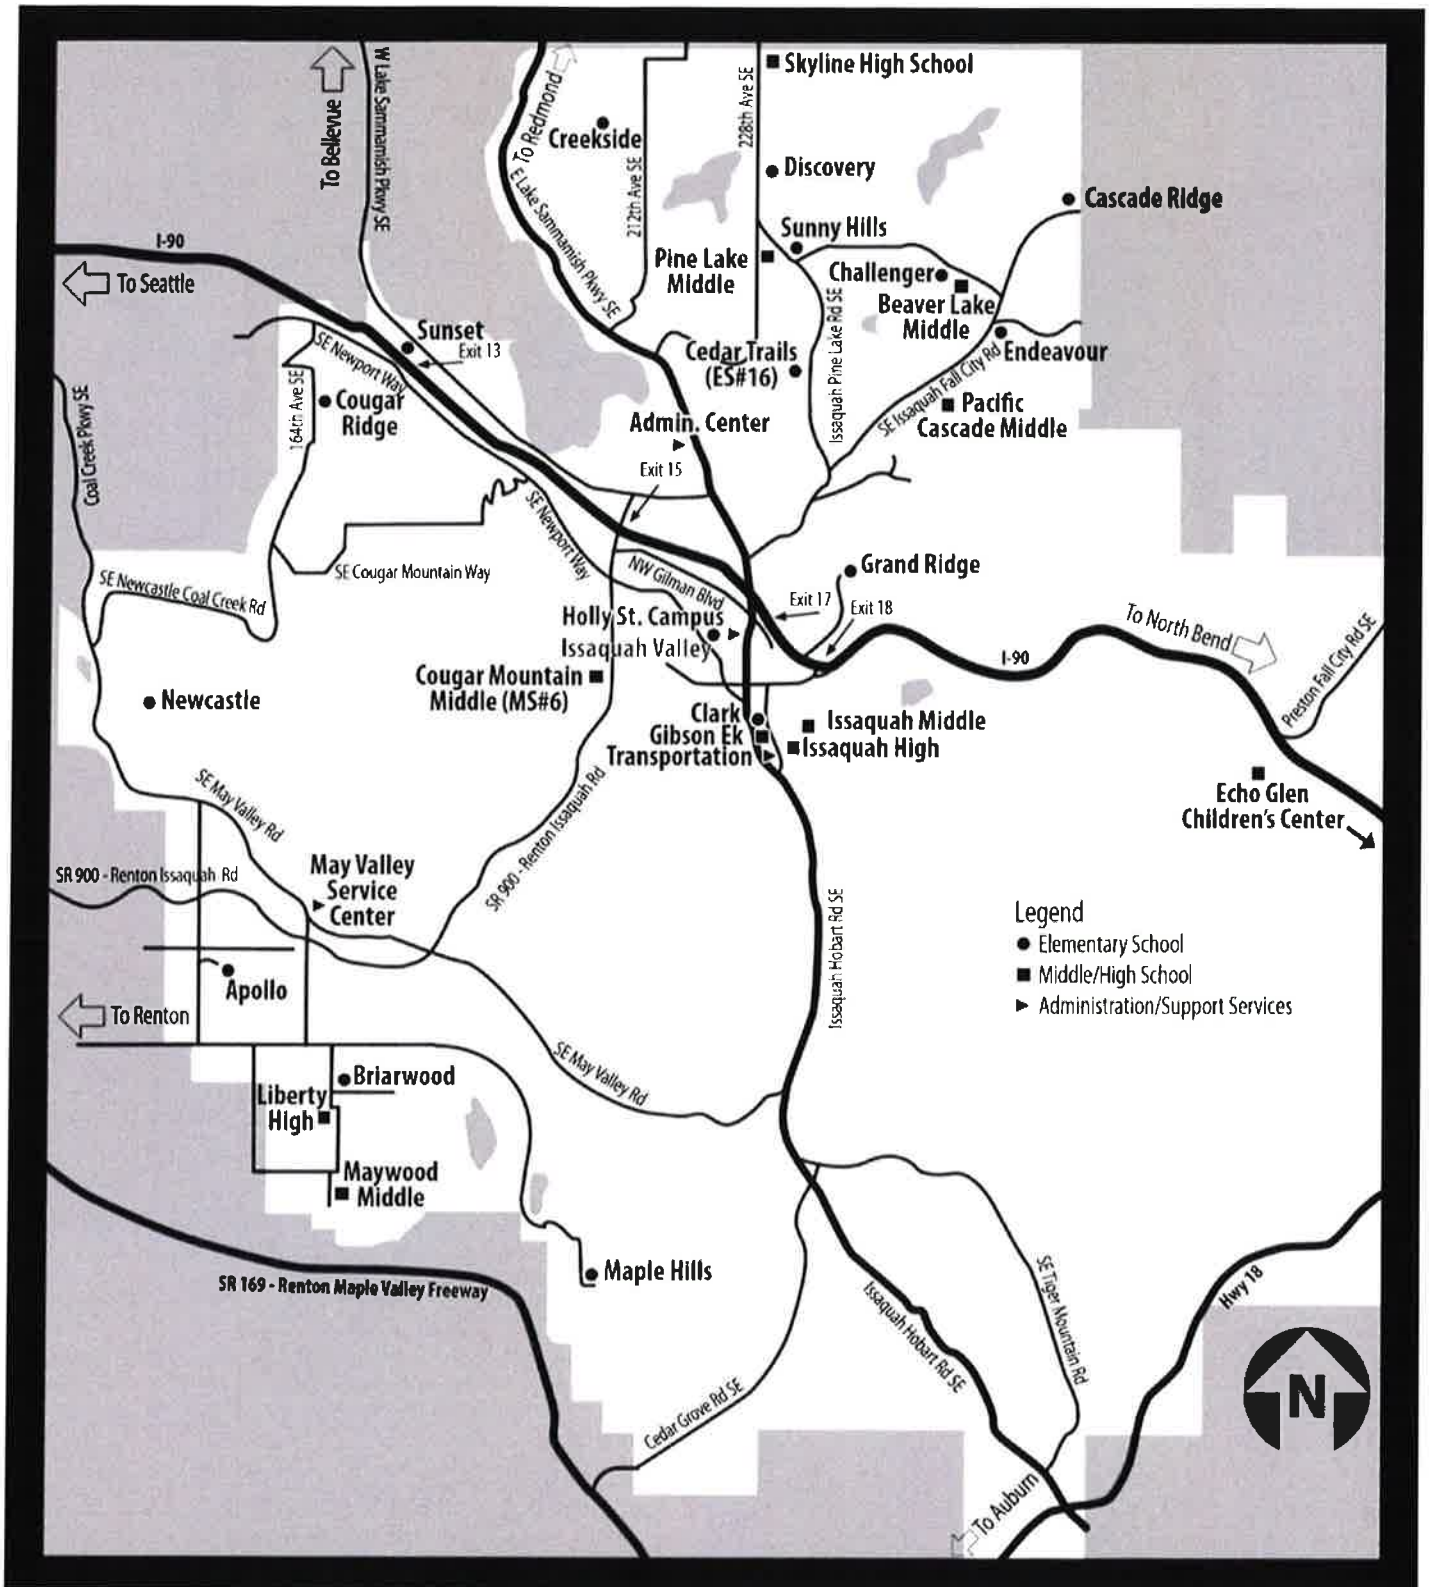 To Bellevue
W Lake Sammamish Pkwy SE
To Redmond
E Lake Sammamish Pkwy SE
Creekside
212th Ave SE
228th Ave SE
Skyline High School
Discovery
Cascade Ridge
Sunny Hills
Pine Lake
Middle
Challenger
Beaver Lake
Middle
I-90
To Seattle
Sunset
Exit 13
SE Newport Way
164th Ave SE
Cougar
Ridge
Coal Creek Pkwy SE
Cedar Trails
(ES#16)
Issaquah Pine Lake Rd SE
Endeavour
SE Issaquah Fall City Rd
Pacific
Cascade Middle
Admin. Center
Exit 15
SE Newport Way
SE Cougar Mountain Way
SE Newcastle Coal Creek Rd
NW Gilman Blvd
Grand Ridge
Exit 17
Exit 18
Holly St. Campus
Issaquah Valley
To North Bend
I-90
Preston Fall City Rd SE
Cougar Mountain
Middle (MS#6)
Newcastle
Clark
Gibson Ek
Transportation
Issaquah Middle
Issaquah High
Echo Glen
Children's Center
SE May Valley Rd
SR 900 - Renton Issaquah Rd
SR 900 - Renton Issaquah Rd
May Valley
Service
Center
Issaquah Hobart Rd SE
Legend
Elementary School
Middle/High School
Administration/Support Services
Apollo
To Renton
SE May Valley Rd
Briarwood
Liberty
High
Maywood
Middle
Maple Hills
SR 169 - Renton Maple Valley Freeway
SE Tiger Mountain Rd
Issaquah Hobart Rd SE
Hwy 18
Cedar Grove Rd SE
N
To Auburn